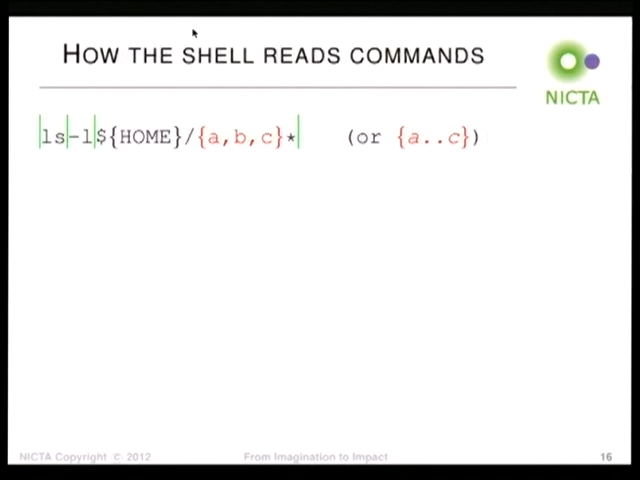 HOW THE SHELL READS COMMANDS
NICTA
ls -l ${HOME}/{a,b,c}* (or {a..c})
NICTA Copyright © 2012 From Imagination to Impact 16